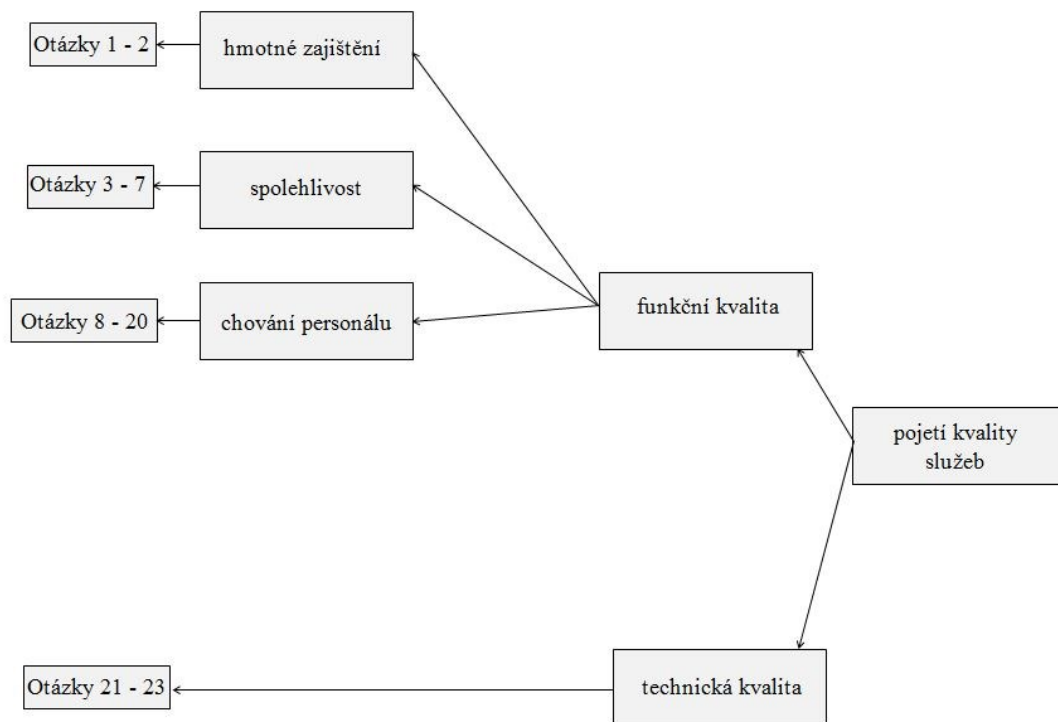 Otázky 1 - 2
hmotné zajištění
Otázky 3 - 7
spolehlivost
funkční kvalita
Otázky 8 - 20
chování personálu
pojetí kvality
služeb
Otázky 21 - 23
technická kvalita